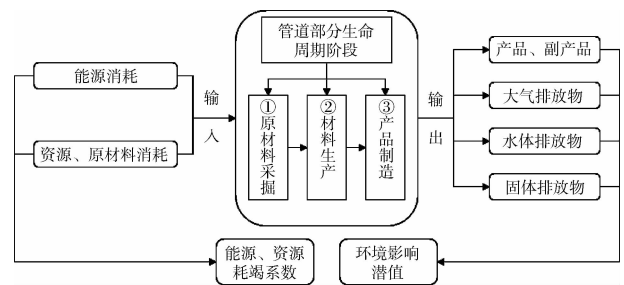 管道部分生命
周期阶段
能源消耗
资源、原材料消耗
输
入
①原材料采掘
②材料生产
③产品制造
输
出
产品、副产品
大气排放物
水体排放物
固体排放物
能源、资源
耗竭系数
环境影响
潜值